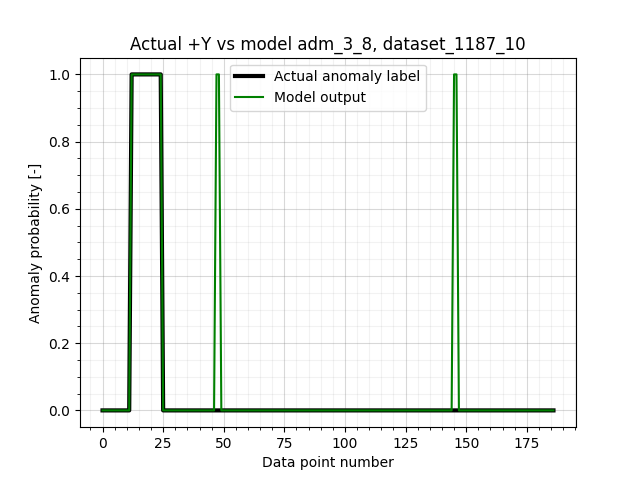 Actual +Y vs model adm_3_8, dataset_1187_10
Actual anomaly label
Model output
Anomaly probability [-]
1.0
0.8
0.6
0.4
0.2
0.0
0 25 50 75 100 125 150 175
Data point number